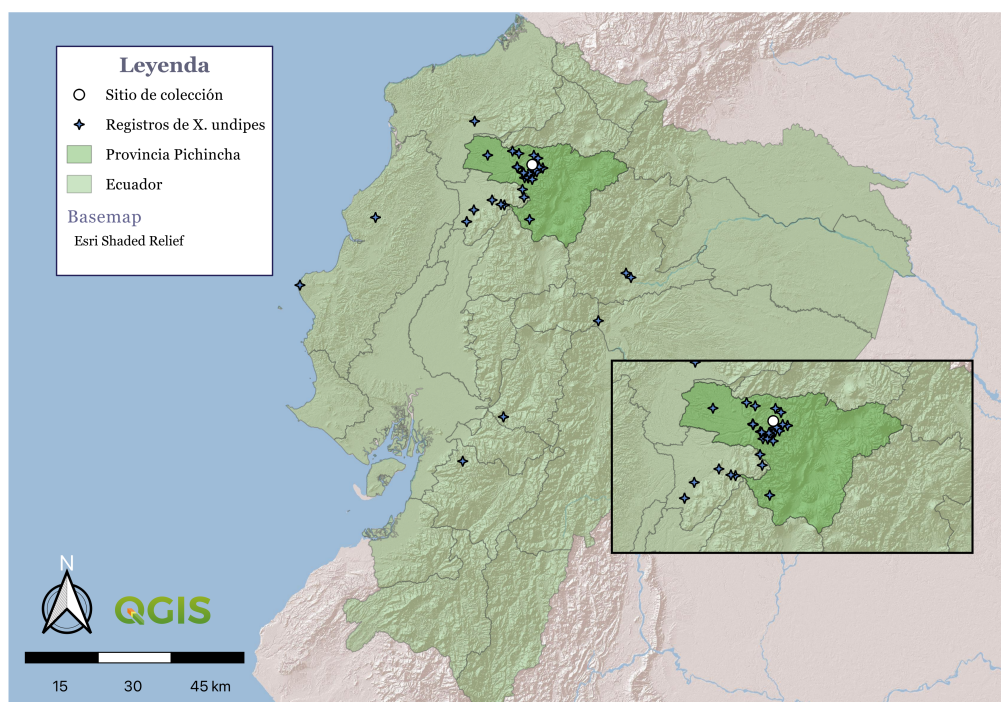 Leyenda
Sitio de colección
Registros de X. undipes
Provincia Pichincha
Ecuador
Basemap
Esri Shaded Relief
N
QGIS
15 30 45 km